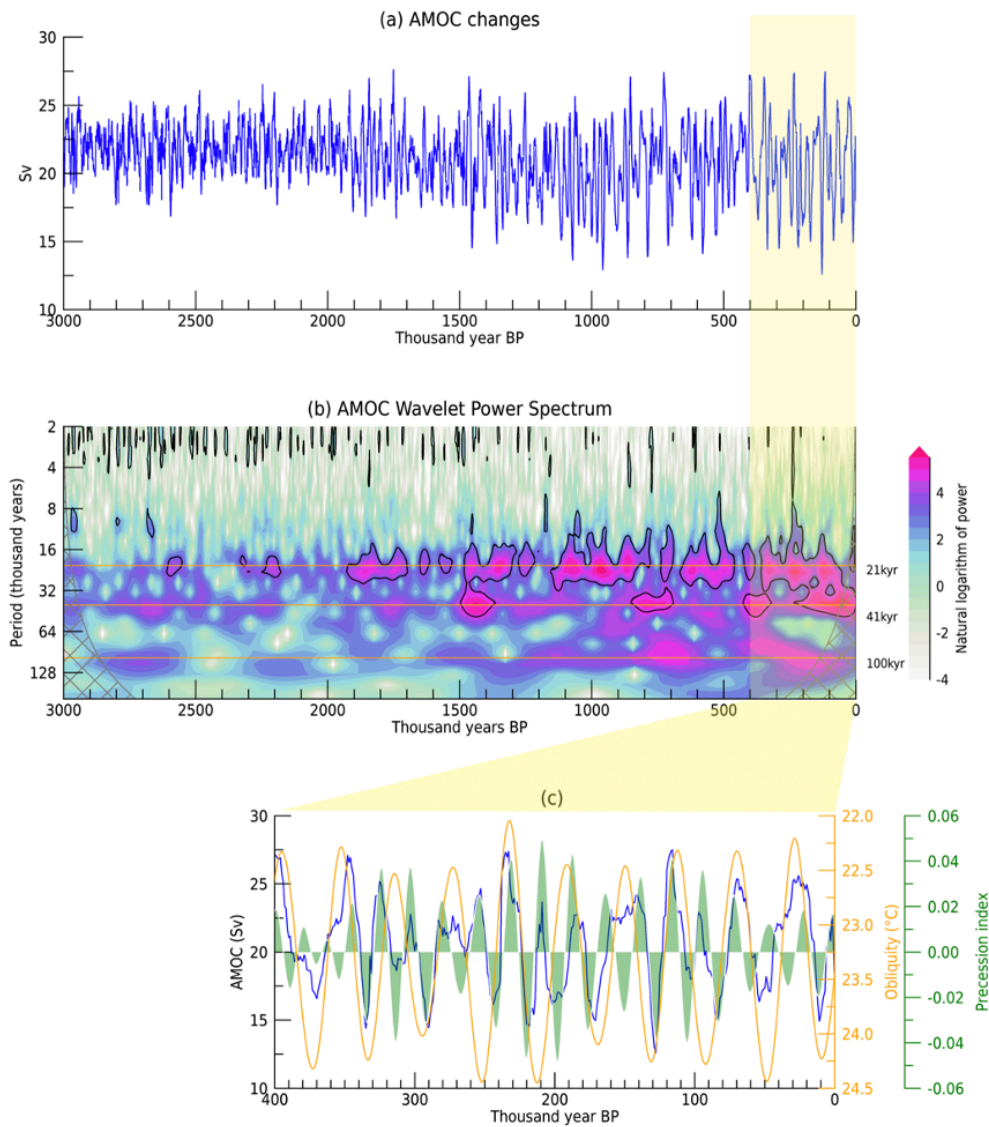 (a) AMOC changes
30
25
20
15
10
Sv
3000 2500 2000 1500 1000 500 0
Thousand year BP
(b) AMOC Wavelet Power Spectrum
2
4
8
16
32
64
128
Period (thousand years)
21kyr
41kyr
100kyr
3000 2500 2000 1500 1000 500 0
Thousand years BP
4
2
0
-2
-4
Natural logarithm of power
(c)
30
25
20
15
10
AMOC (Sv)
22.0
22.5
23.0
23.5
24.0
24.5
Obliquity (°C)
0.06
0.04
0.02
0.00
-0.02
-0.04
-0.06
Precession index
400 300 200 100 0
Thousand year BP